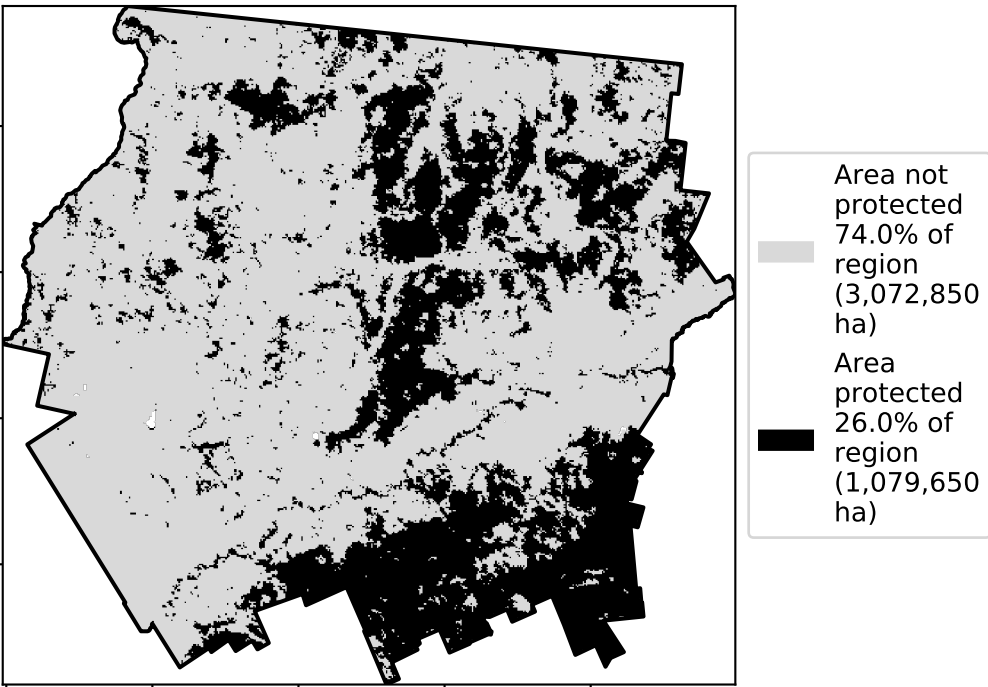 Area not
protected
74.0% of
region
(3,072,850
ha)
Area
protected
26.0% of
region
(1,079,650
ha)